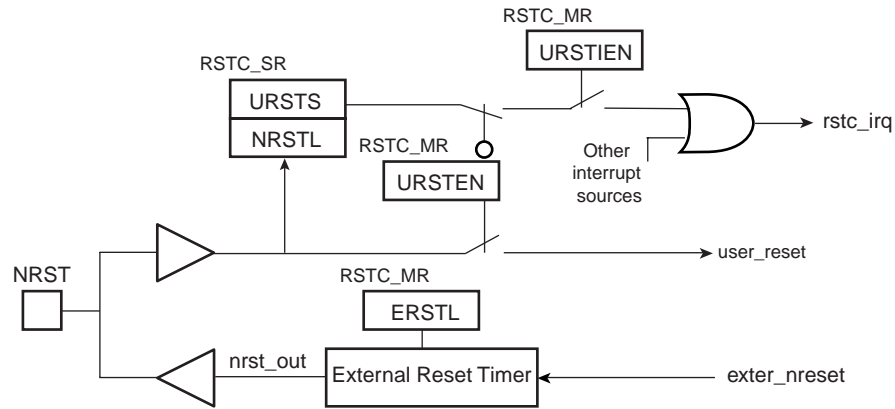 RSTC_MR
URSTIEN
RSTC_SR
URSTS
NRSTL
rstc_irq
RSTC_MR
URSTEN
Other
interrupt
sources
user_reset
NRST
RSTC_MR
ERSTL
nrst_out
External Reset Timer
exter_nreset